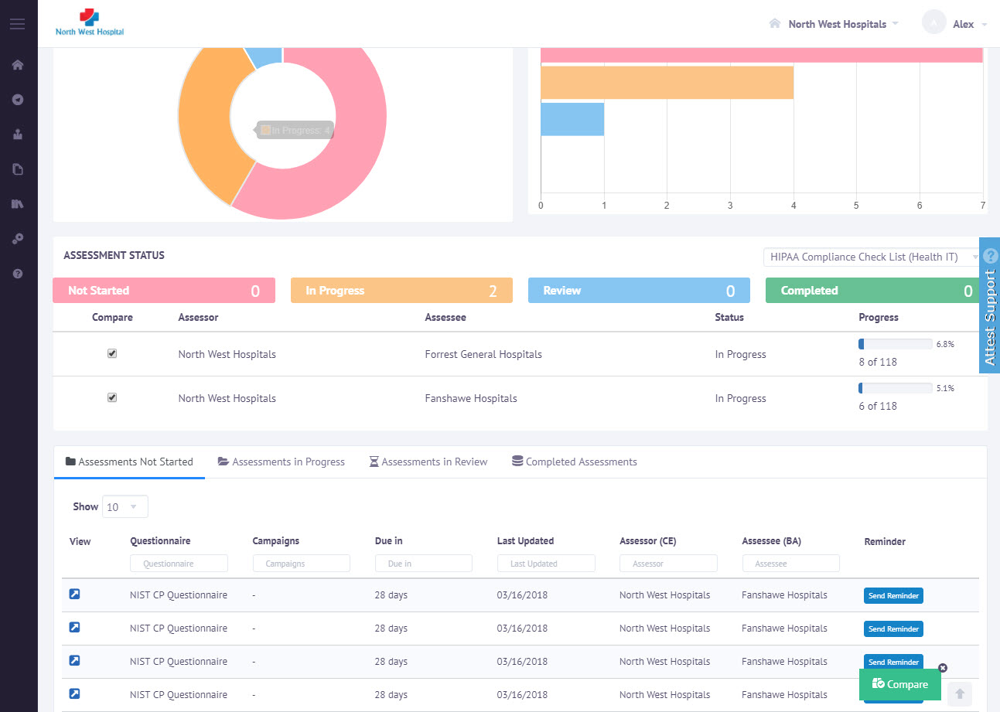 North West Hospital
North West Hospitals
A
Alex
In Progress: 4
0 1 2 3 4 5 6 7
ASSESSMENT STATUS
HIPAA Compliance Check List (Health IT)
Attest Support
Not Started 0 In Progress 2 Review 0 Completed 0
Compare Assessor Assessee Status Progress
North West Hospitals Forrest General Hospitals In Progress 6.8%
8 of 118
North West Hospitals Fanshawe Hospitals In Progress 5.1%
6 of 118
Assessments Not Started Assessments in Progress Assessments in Review Completed Assessments
Show 10
View Questionnaire Campaigns Due in Last Updated Assessor (CE) Assessee (BA) Reminder
Questionnaire Campaigns Due in Last Updated Assessor Assessee
NIST CP Questionnaire - 28 days 03/16/2018 North West Hospitals Fanshawe Hospitals Send Reminder
NIST CP Questionnaire - 28 days 03/16/2018 North West Hospitals Fanshawe Hospitals Send Reminder
NIST CP Questionnaire - 28 days 03/16/2018 North West Hospitals Fanshawe Hospitals Send Reminder
NIST CP Questionnaire - 28 days 03/16/2018 North West Hospitals Fanshawe Hospitals
Compare